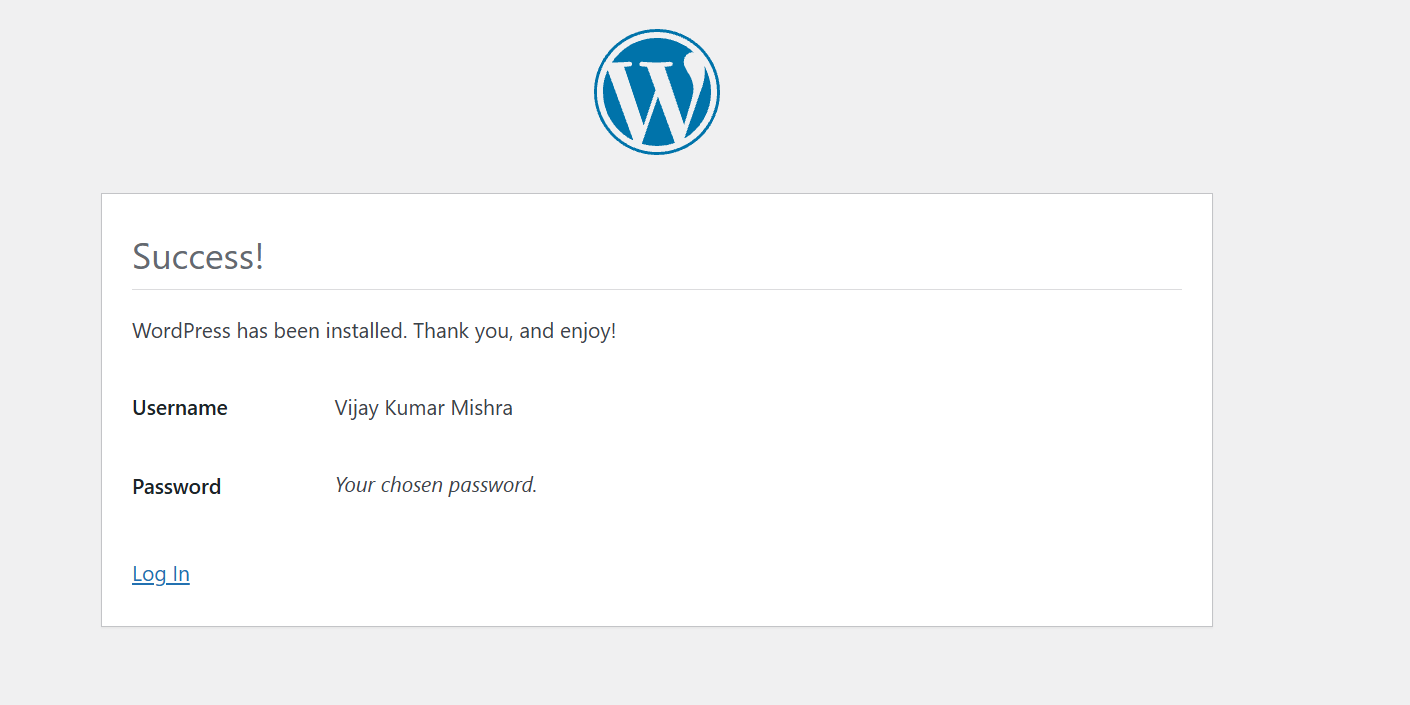 Success!
WordPress has been installed. Thank you, and enjoy!
Username Vijay Kumar Mishra
Password Your chosen password.
Log In